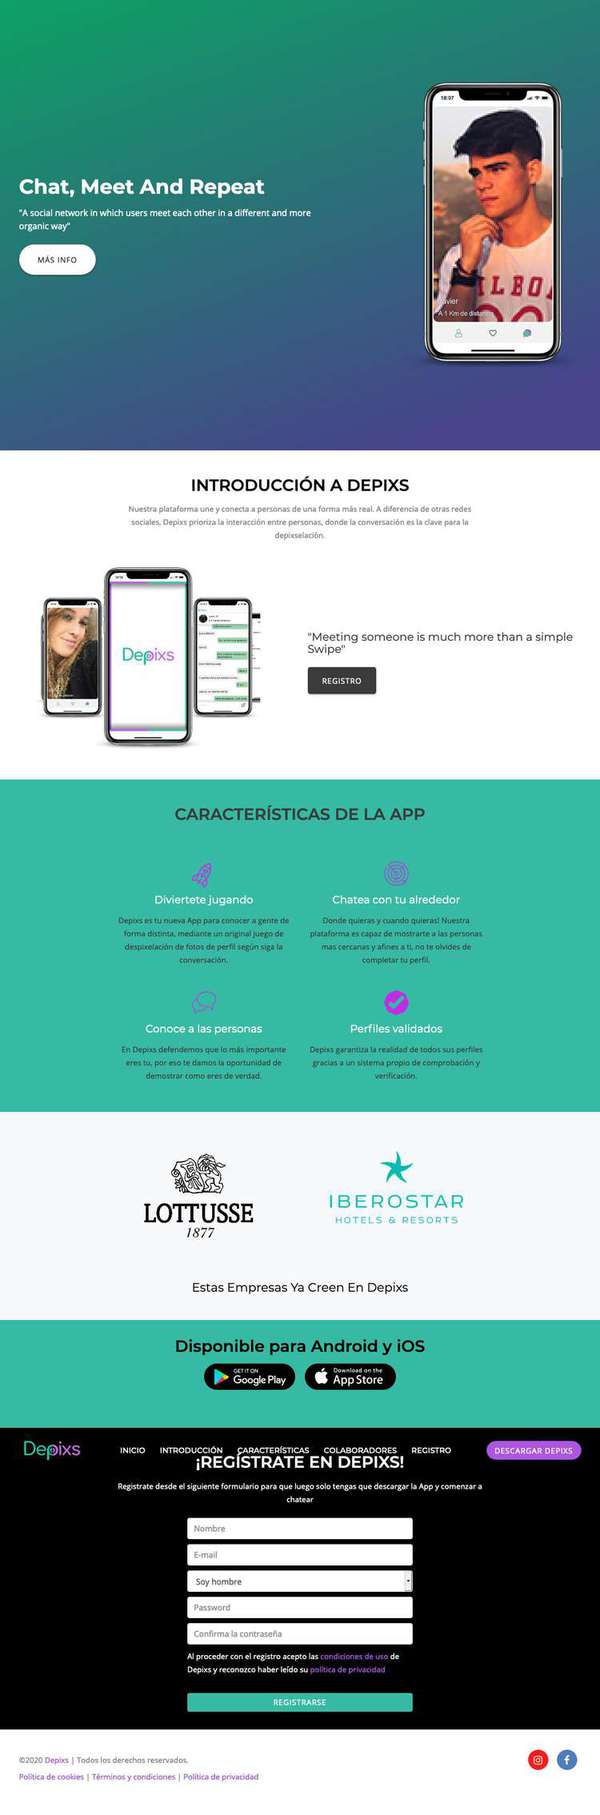 18:37
Chat, Meet And Repeat
"A social network in which users meet each other in a different and more
organic way"
MÁS INFO
Javier
A 1 Km de distancia
INTRODUCCIÓN A DEPIXS
Nuestra plataforma une y conecta a personas de una forma más real. A diferencia de otras redes
sociales, Depixs prioriza la interacción entre personas, donde la conversación es la clave para la
depixselación.
Depixs
"Meeting someone is much more than a simple
Swipe"
REGISTRO
CARACTERÍSTICAS DE LA APP
Diviertete jugando
Depixs es tu nueva App para conocer a gente de
forma distinta, mediante un original juego de
despixelación de fotos de perfil según siga la
conversación.
Chatea con tu alrededor
Donde quieras y cuando quieras! Nuestra
plataforma es capaz de mostrarte a las personas
mas cercanas y afines a ti, no te olvides de
completar tu perfil.
Conoce a las personas
En Depixs defendemos que lo más importante
eres tu, por eso te damos la oportunidad de
demostrar como eres de verdad.
Perfiles validados
Depixs garantiza la realidad de todos sus perfiles
gracias a un sistema propio de comprobación y
verificación.
LOTTUSSE
1877
IBEROSTAR
HOTELS & RESORTS
Estas Empresas Ya Creen En Depixs
Disponible para Android y iOS
GET IT ON
Google Play
Download on the
App Store
Depixs
INICIO INTRODUCCIÓN CARACTERÍSTICAS COLABORADORES REGISTRO
DESCARGAR DEPIXS
¡REGÍSTRATE EN DEPIXS!
Registrate desde el siguiente formulario para que luego solo tengas que descargar la App y comenzar a
chatear
Nombre
E-mail
Soy hombre
Password
Confirma la contraseña
Al proceder con el registro acepto las condiciones de uso de
Depixs y reconozco haber leído su política de privacidad
REGISTRARSE
©2020 Depixs | Todos los derechos reservados.
Política de cookies | Términos y condiciones | Política de privacidad